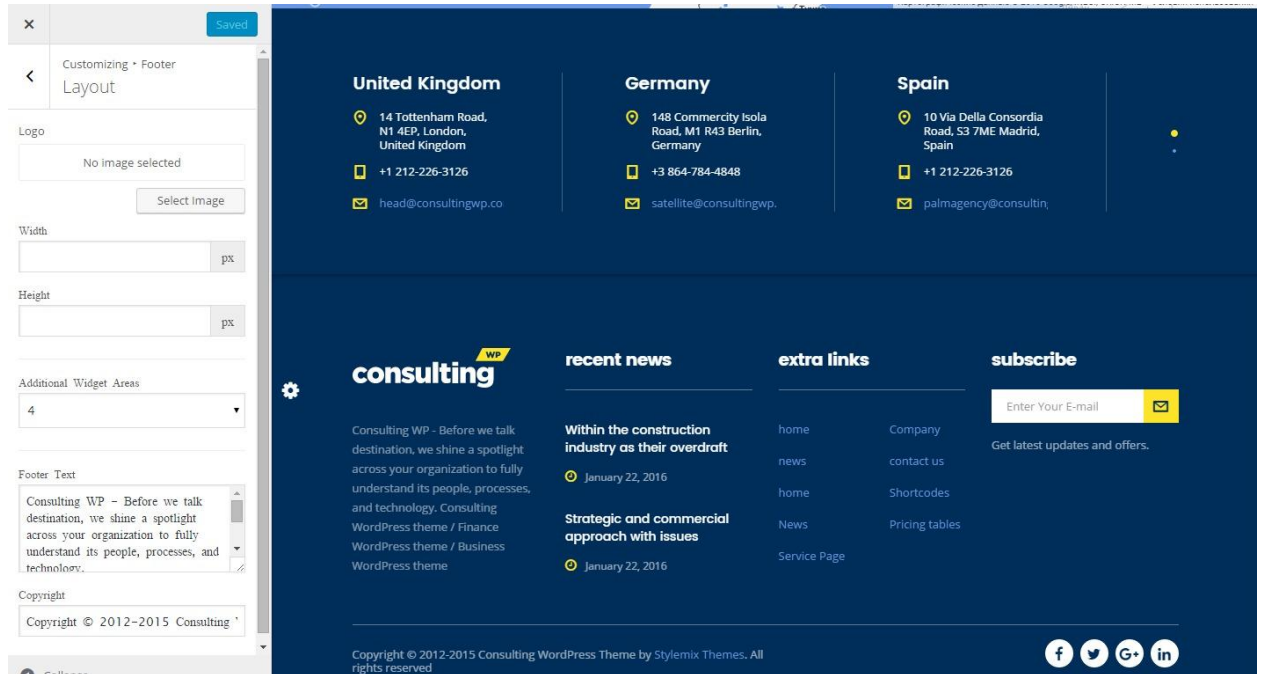 Saved
Customizing ‣ Footer
Layout
Logo
No image selected
Select Image
Width
px
Height
px
Additional Widget Areas
4
Footer Text
Consulting WP - Before we talk
destination, we shine a spotlight
across your organization to fully
understand its people, processes, and
technology.
Copyright
Copyright © 2012-2015 Consulting
Collapse
United Kingdom
14 Tottenham Road,
N1 4EP, London,
United Kingdom
+1 212-226-3126
head@consultingwp.co
Germany
148 Commercity Isola
Road, M1 R43 Berlin,
Germany
+3 864-784-4848
satellite@consultingwp.
Spain
10 Via Della Consordia
Road, S3 7ME Madrid,
Spain
+1 212-226-3126
palmagency@consultin
consulting WP
Consulting WP - Before we talk
destination, we shine a spotlight
across your organization to fully
understand its people, processes,
and technology. Consulting
WordPress theme / Finance
WordPress theme / Business
WordPress theme
recent news
Within the construction
industry as their overdraft
January 22, 2016
Strategic and commercial
approach with issues
January 22, 2016
extra links
home
news
home
News
Service Page
Company
contact us
Shortcodes
Pricing tables
subscribe
Enter Your E-mail
Get latest updates and offers.
Copyright © 2012-2015 Consulting WordPress Theme by Stylemix Themes. All
rights reserved
f
G+
in